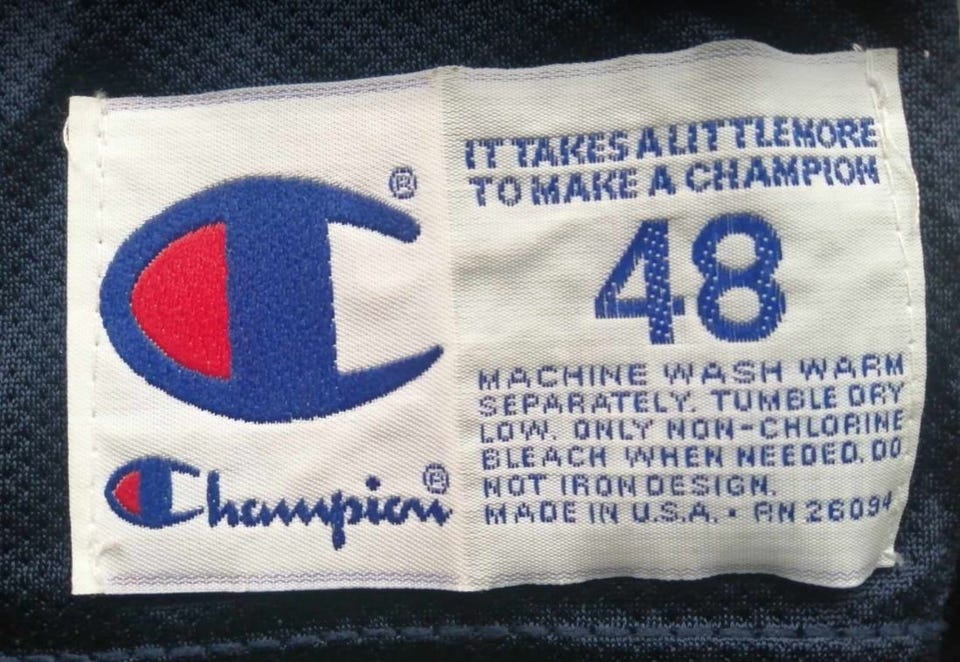 ®
Champion®
IT TAKES A LITTLE MORE
TO MAKE A CHAMPION
48
MACHINE WASH WARM
SEPARATELY. TUMBLE DRY
LOW. ONLY NON-CHLORINE
BLEACH WHEN NEEDED. DO
NOT IRON DESIGN.
MADE IN U.S.A. • RN 26094